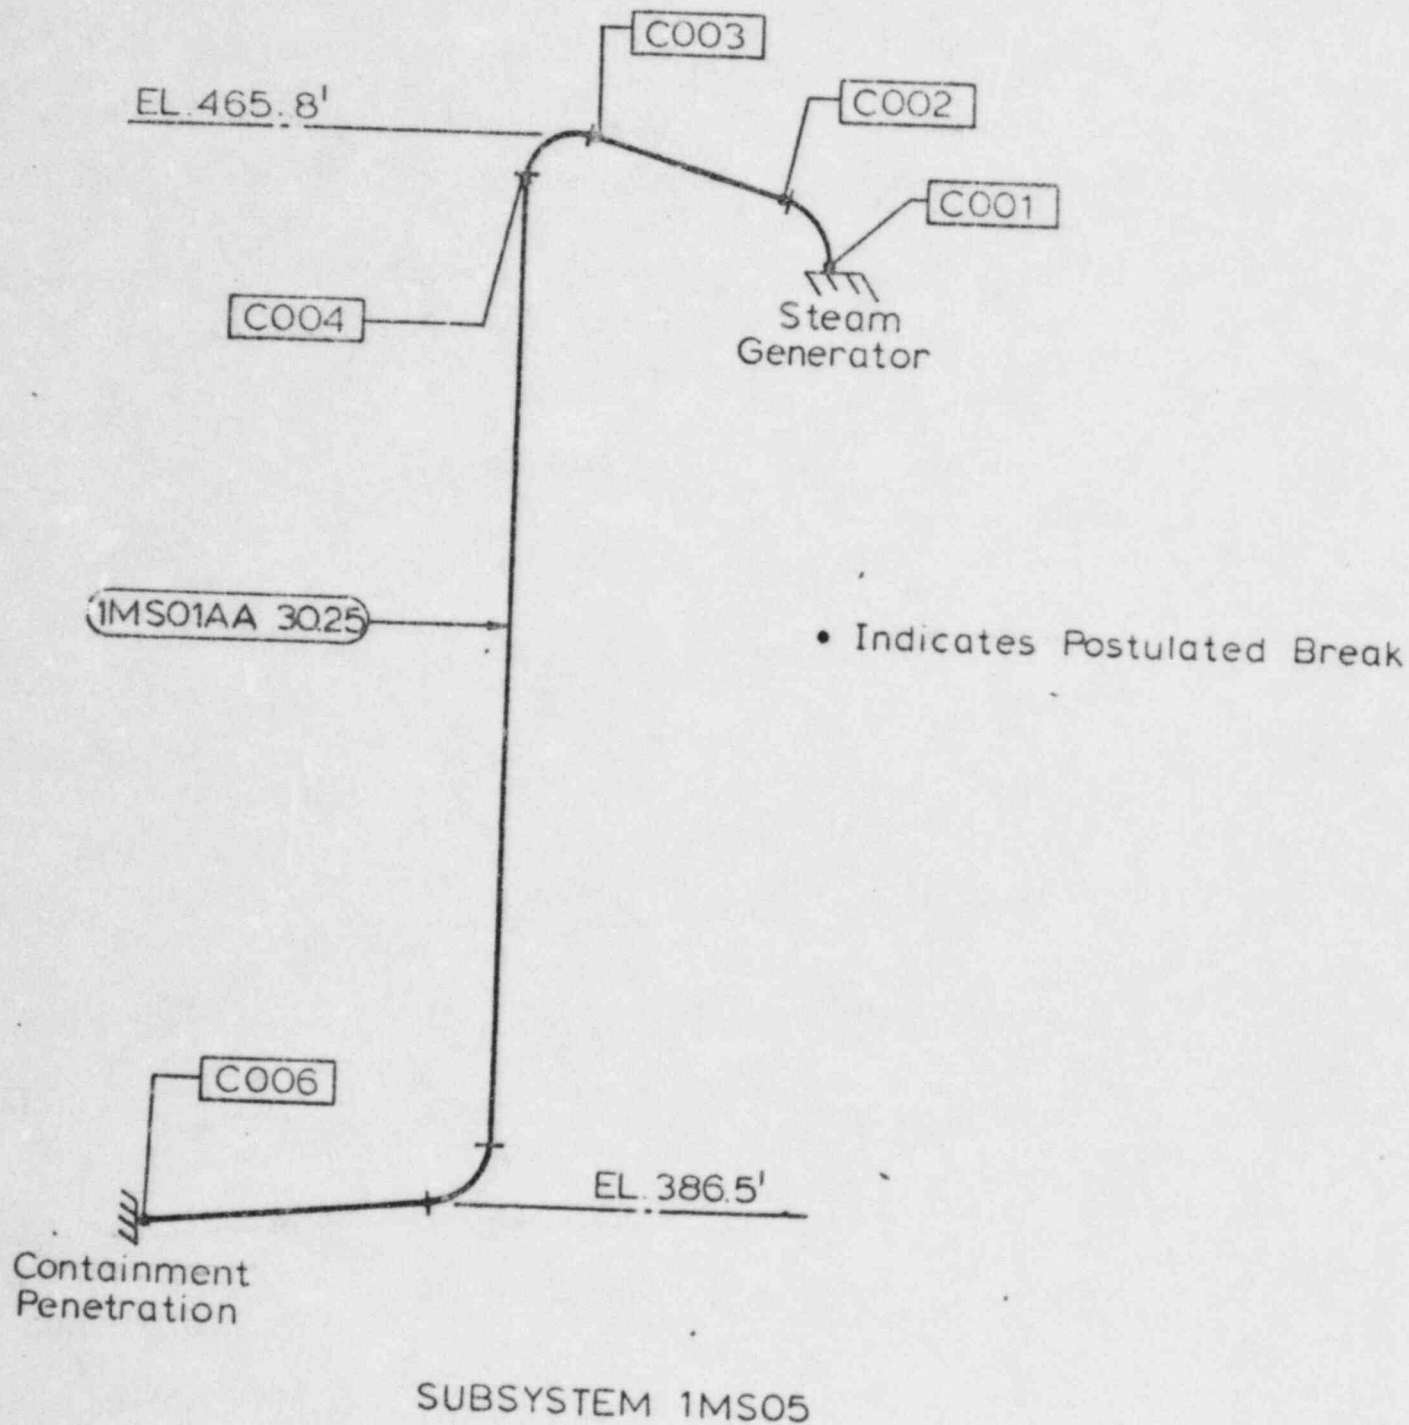 C003
EL. 465.8'
C002
C001
C004
Steam
Generator
1MS01AA 30.25
• Indicates Postulated Break
C006
EL. 386.5'
Containment
Penetration
SUBSYSTEM 1MS05